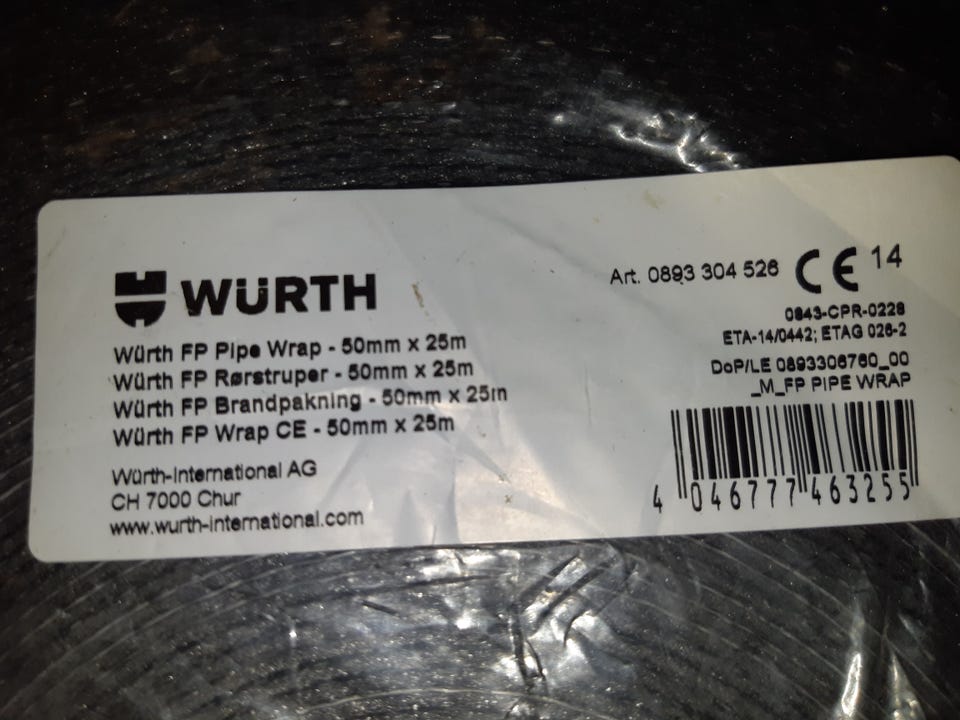 WÜRTH
Würth FP Pipe Wrap - 50mm x 25m
Würth FP Rørstruper - 50mm x 25m
Würth FP Brandpakning - 50mm x 25m
Würth FP Wrap CE - 50mm x 25m
Würth-International AG
CH 7000 Chur
www.wurth-international.com
Art. 0893 304 526 CE 14
0843-CPR-0228
ETA-14/0442; ETAG 026-2
DoP/LE 0893306760_00
_M_FP PIPE WRAP
4 046777 463255